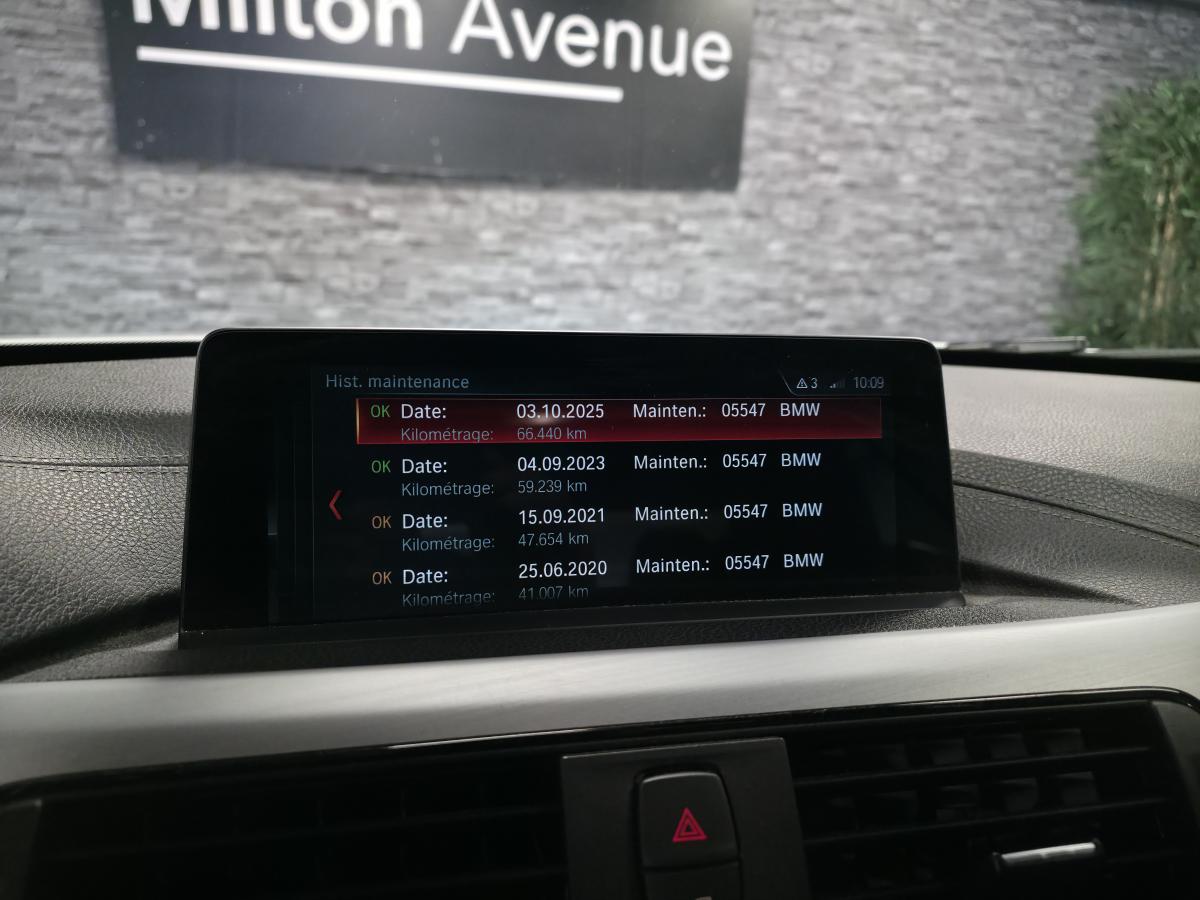 Milton Avenue
Hist. maintenance 3 10:09
OK Date: 03.10.2025 Mainten.: 05547 BMW
Kilométrage: 66.440 km
OK Date: 04.09.2023 Mainten.: 05547 BMW
Kilométrage: 59.239 km
OK Date: 15.09.2021 Mainten.: 05547 BMW
Kilométrage: 47.654 km
OK Date: 25.06.2020 Mainten.: 05547 BMW
Kilométrage: 41.007 km